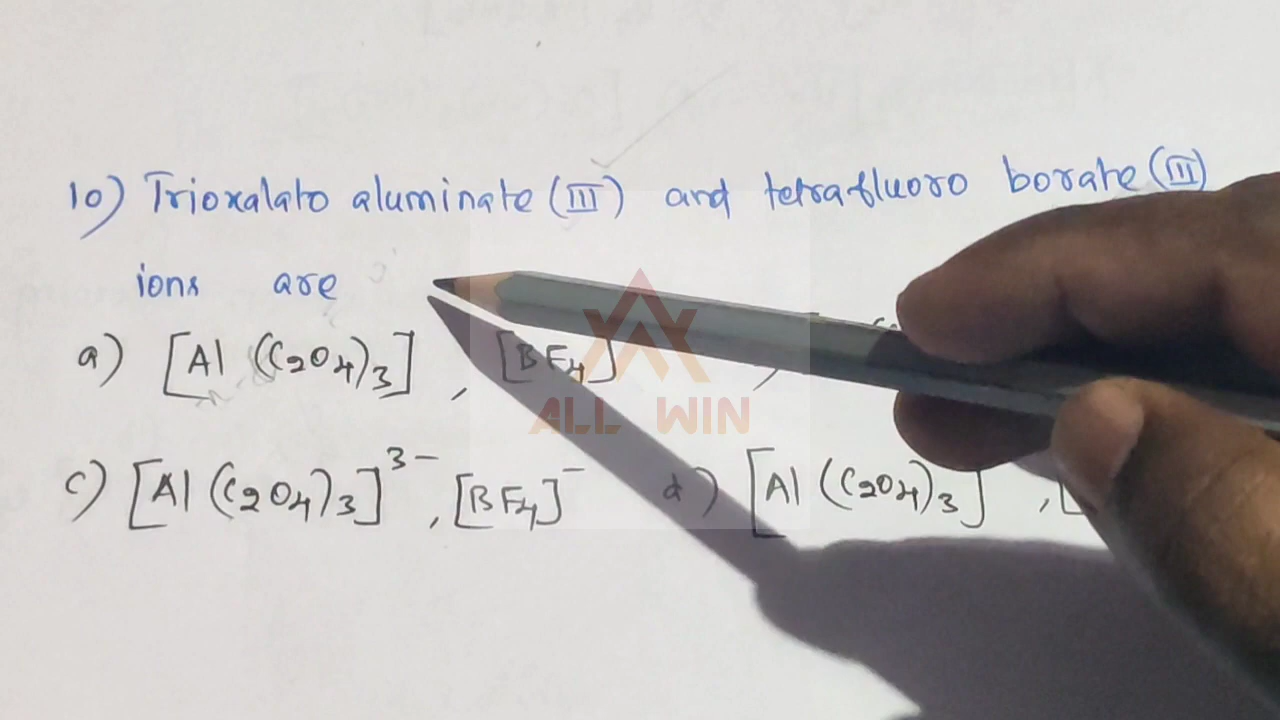 10) Trioxalato aluminate (III) and tetrafluoro borate (III)
ions are
a) [Al (C₂O₄)₃] , [BF₄]
c) [Al (C₂O₄)₃]³⁻ , [BF₄]⁻ d) [Al (C₂O₄)₃] , [
ALL WIN